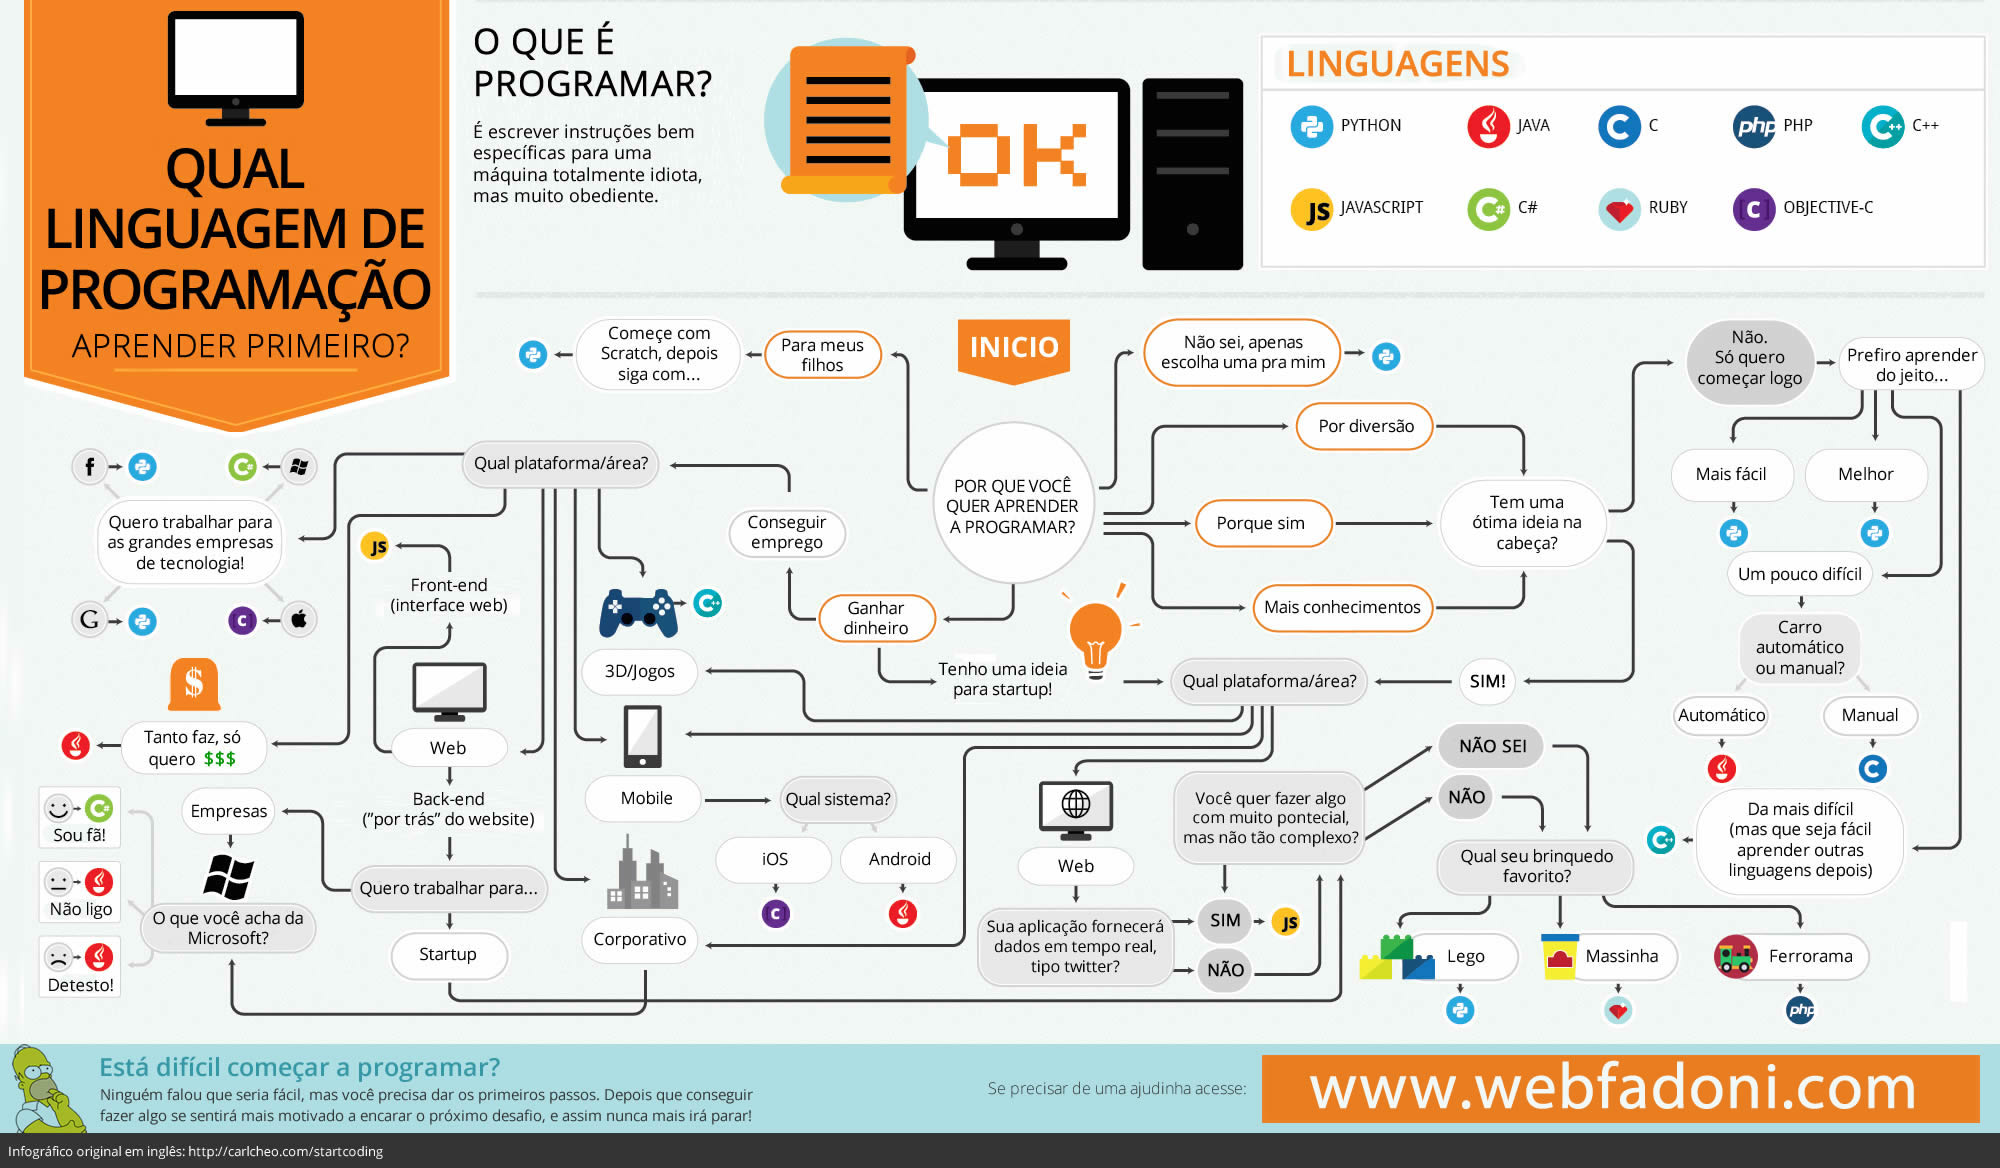 QUAL
LINGUAGEM DE
PROGRAMAÇÃO
APRENDER PRIMEIRO?
O QUE É
PROGRAMAR?
É escrever instruções bem
específicas para uma
máquina totalmente idiota,
mas muito obediente.
OK
LINGUAGENS
PYTHON
JAVA
C
php PHP
C++ C++
JS JAVASCRIPT
C# C#
RUBY
C OBJECTIVE-C
INICIO
POR QUE VOCÊ
QUER APRENDER
A PROGRAMAR?
Para meus
filhos
Começe com
Scratch, depois
siga com...
Não sei, apenas
escolha uma pra mim
Por diversão
Porque sim
Mais conhecimentos
Tem uma
ótima ideia na
cabeça?
Não.
Só quero
começar logo
Prefiro aprender
do jeito...
Mais fácil
Melhor
Um pouco difícil
Carro
automático
ou manual?
Automático
Manual
C
Da mais difícil
(mas que seja fácil
aprender outras
linguagens depois)
C++
SIM!
Qual plataforma/área?
Ganhar
dinheiro
Conseguir
emprego
Tenho uma ideia
para startup!
Qual plataforma/área?
f
C#
Quero trabalhar para
as grandes empresas
de tecnologia!
G
C
$
Tanto faz, só
quero $$$
JS
Front-end
(interface web)
Web
Back-end
("por trás" do website)
Quero trabalhar para...
Empresas
Startup
O que você acha da
Microsoft?
C#
Sou fã!
Não ligo
Detesto!
C++
3D/Jogos
Mobile
Qual sistema?
iOS
Android
C
Corporativo
Web
Sua aplicação fornecerá
dados em tempo real,
tipo twitter?
SIM
JS
NÃO
Você quer fazer algo
com muito pontecial,
mas não tão complexo?
NÃO SEI
NÃO
Qual seu brinquedo
favorito?
Lego
Massinha
Ferrorama
php
Está difícil começar a programar?
Ninguém falou que seria fácil, mas você precisa dar os primeiros passos. Depois que conseguir
fazer algo se sentirá mais motivado a encarar o próximo desafio, e assim nunca mais irá parar!
Se precisar de uma ajudinha acesse:
www.webfadoni.com
Infográfico original em inglês: http://carlcheo.com/startcoding